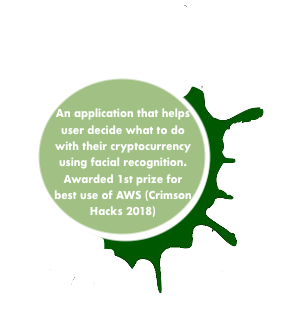 An application that helps
user decide what to do
with their cryptocurrency
using facial recognition.
Awarded 1st prize for
best use of AWS (Crimson
Hacks 2018)